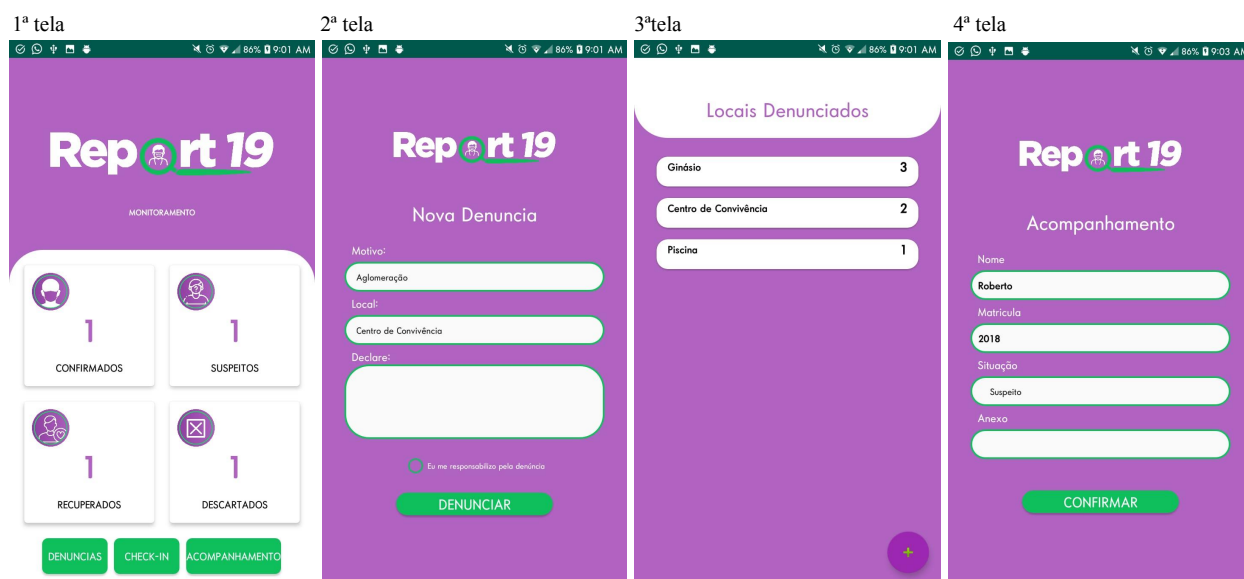 1ª tela
86% 9:01 AM
Report 19
MONITORAMENTO
1
CONFIRMADOS
1
SUSPEITOS
1
RECUPERADOS
1
DESCARTADOS
DENUNCIAS
CHECK-IN
ACOMPANHAMENTO
2ª tela
86% 9:01 AM
Report 19
Nova Denuncia
Motivo:
Aglomeração
Local:
Centro de Convivência
Declare:
Eu me responsabilizo pela denúncia
DENUNCIAR
3ªtela
86% 9:01 AM
Locais Denunciados
Ginásio 3
Centro de Convivência 2
Piscina 1
+
4ª tela
86% 9:03 AM
Report 19
Acompanhamento
Nome
Roberto
Matricula
2018
Situação
Suspeito
Anexo
CONFIRMAR